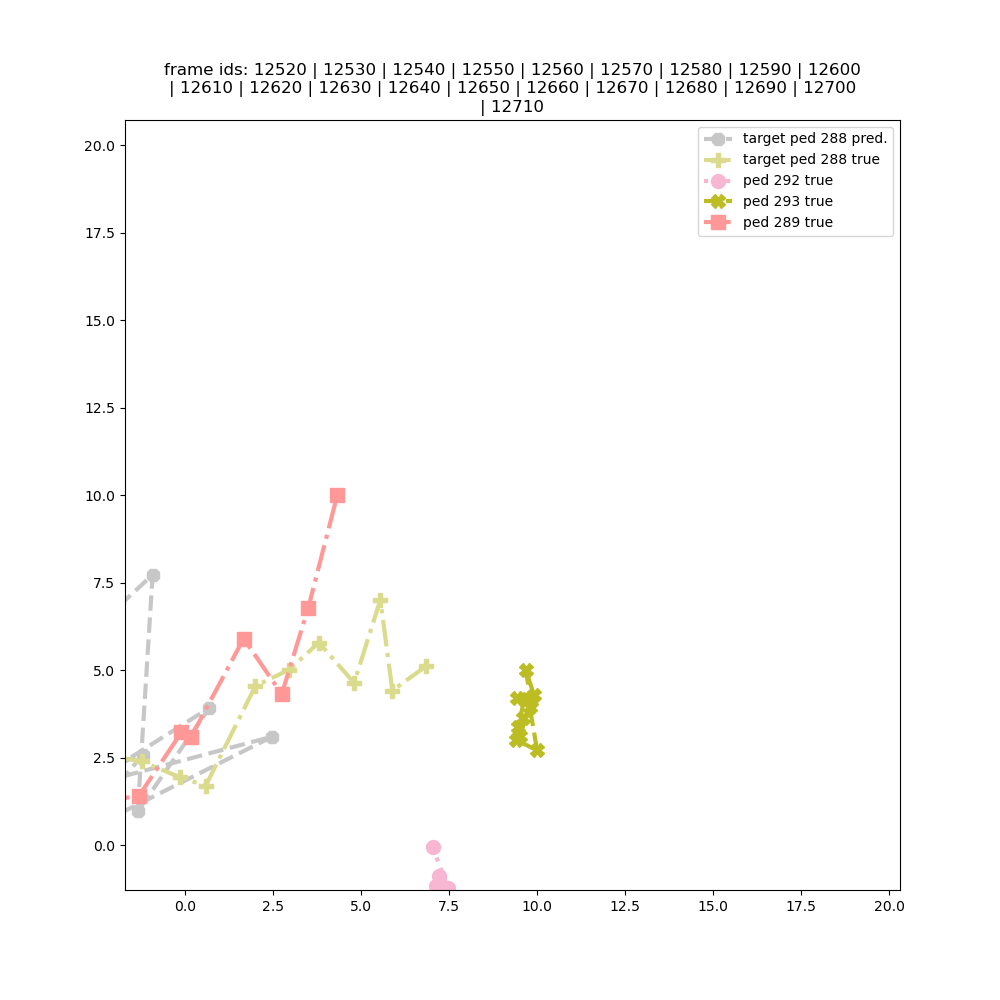 frame ids: 12520 | 12530 | 12540 | 12550 | 12560 | 12570 | 12580 | 12590 | 12600
| 12610 | 12620 | 12630 | 12640 | 12650 | 12660 | 12670 | 12680 | 12690 | 12700
| 12710
target ped 288 pred.
target ped 288 true
ped 292 true
ped 293 true
ped 289 true
20.0
17.5
15.0
12.5
10.0
7.5
5.0
2.5
0.0
0.0 2.5 5.0 7.5 10.0 12.5 15.0 17.5 20.0